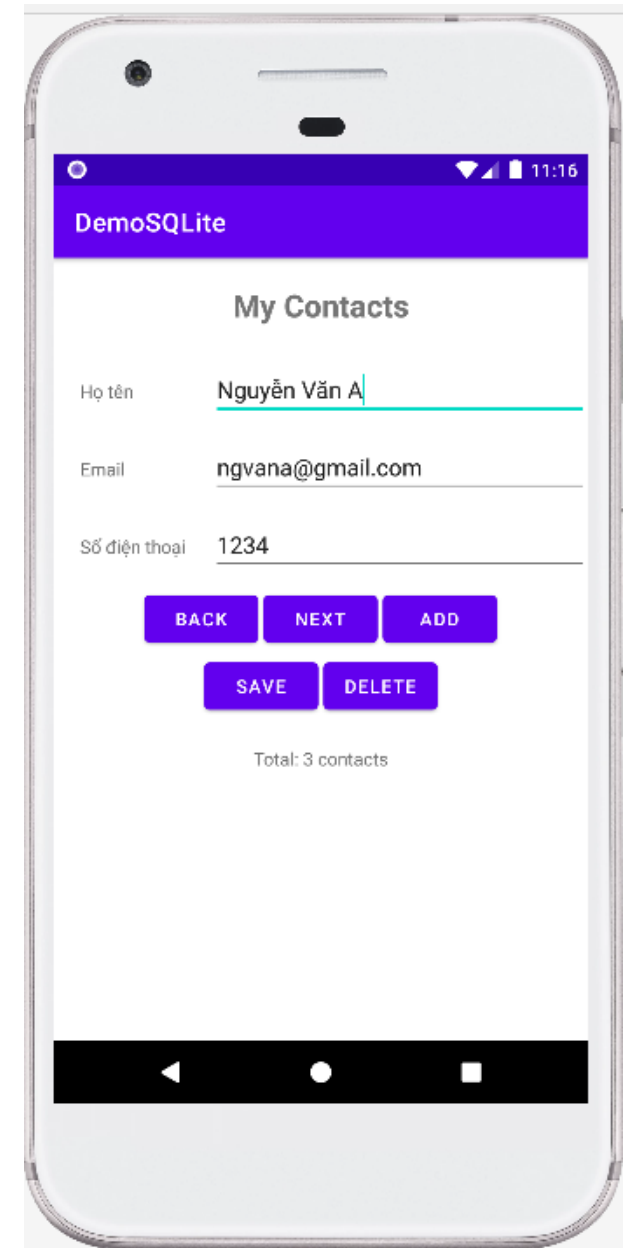 11:16
DemoSQLite
My Contacts
Họ tên Nguyễn Văn A
Email ngvana@gmail.com
Số điện thoại 1234
BACK NEXT ADD
SAVE DELETE
Total: 3 contacts